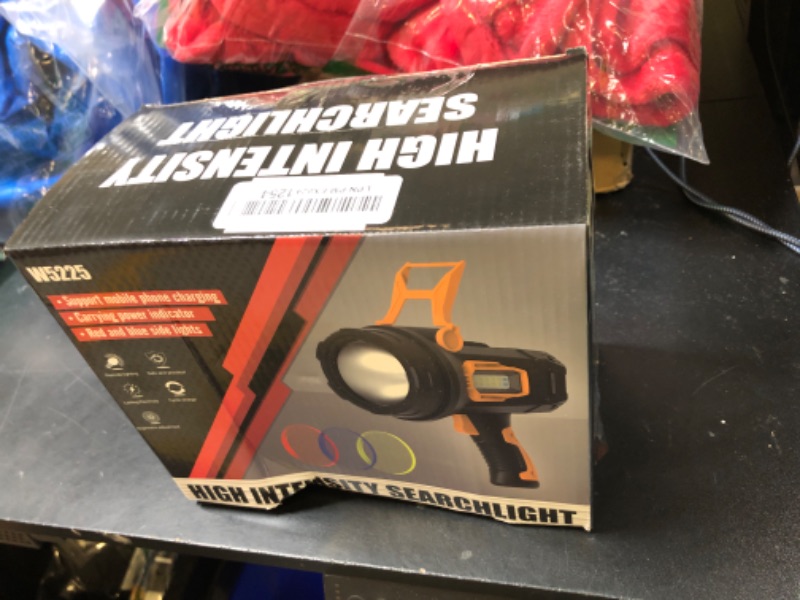 HIGH INTENSITY
SEARCHLIGHT
W5225
• Support mobile phone charging
• Carrying power indicator
• Red and blue side lights
HIGH INTENSITY SEARCHLIGHT